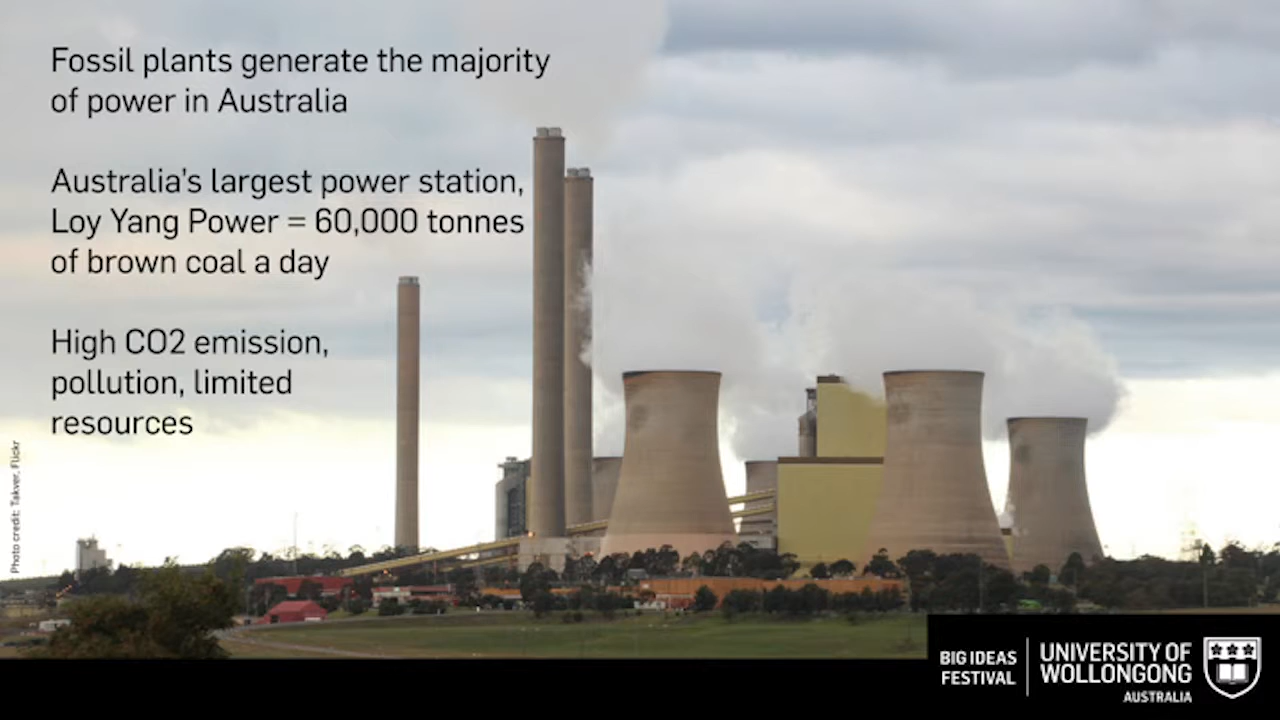 Fossil plants generate the majority
of power in Australia
Australia's largest power station,
Loy Yang Power = 60,000 tonnes
of brown coal a day
High CO2 emission,
pollution, limited
resources
Photo credit: Takver, Flickr
BIG IDEAS
FESTIVAL
UNIVERSITY OF
WOLLONGONG
AUSTRALIA